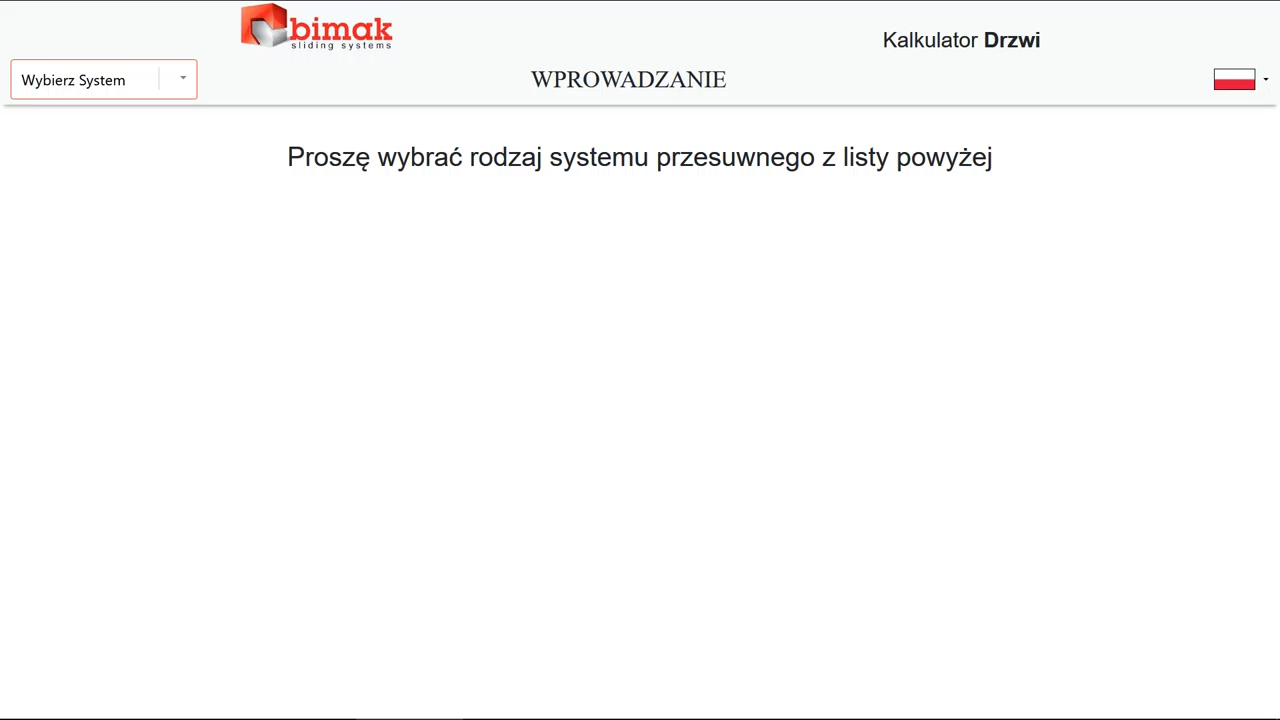 bimak
sliding systems
Kalkulator Drzwi
Wybierz System
WPROWADZANIE
Proszę wybrać rodzaj systemu przesuwnego z listy powyżej